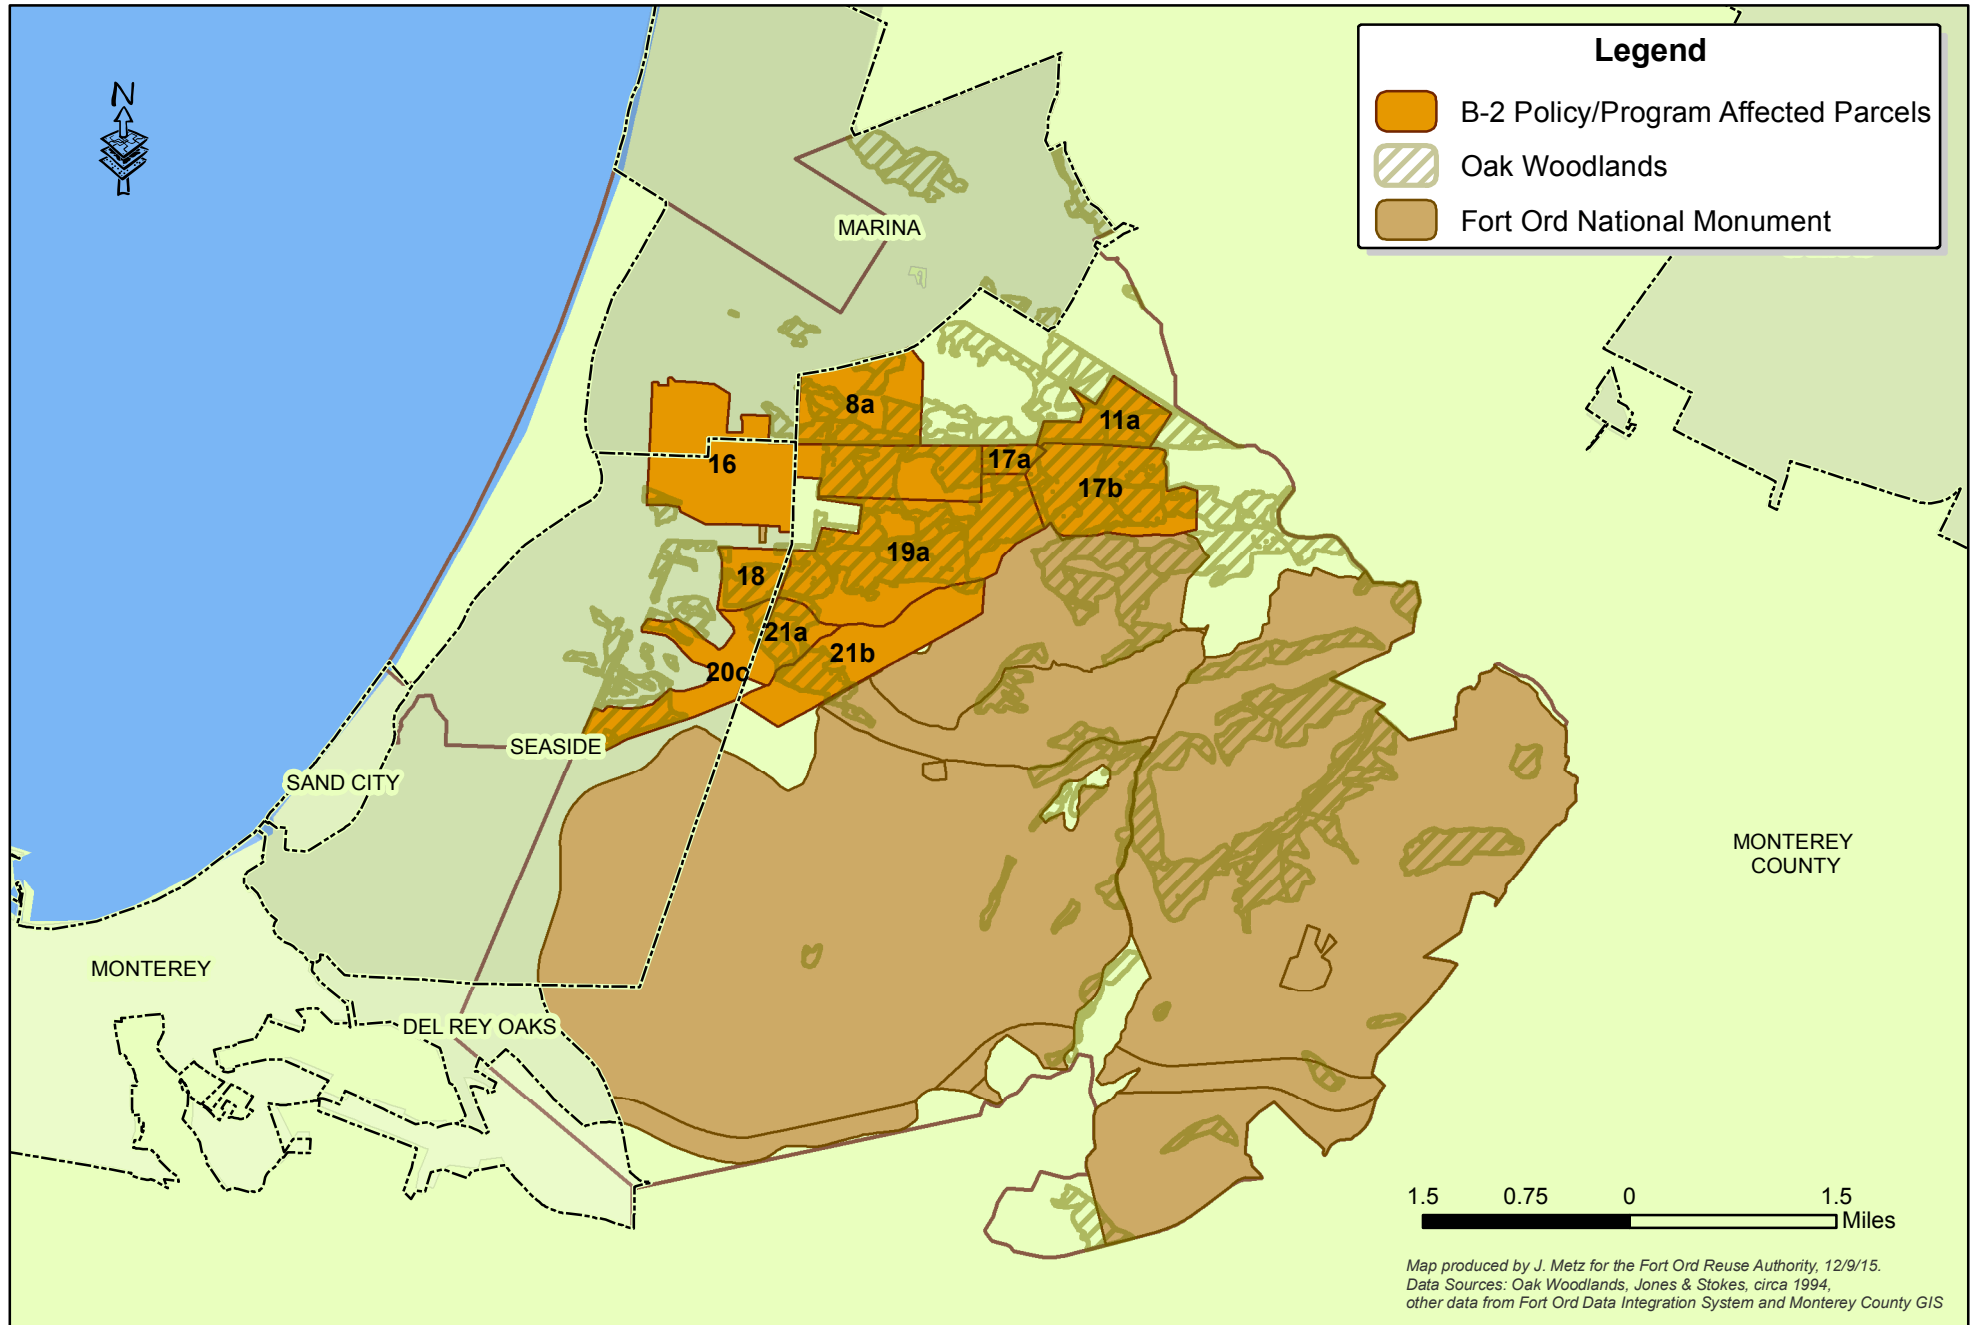 N
Legend
B-2 Policy/Program Affected Parcels
Oak Woodlands
Fort Ord National Monument
MARINA
8a
11a
16
17a
17b
19a
18
21a
21b
20c
SEASIDE
SAND CITY
MONTEREY
COUNTY
MONTEREY
DEL REY OAKS
1.5 0.75 0 1.5
Miles
Map produced by J. Metz for the Fort Ord Reuse Authority, 12/9/15.
Data Sources: Oak Woodlands, Jones & Stokes, circa 1994,
other data from Fort Ord Data Integration System and Monterey County GIS